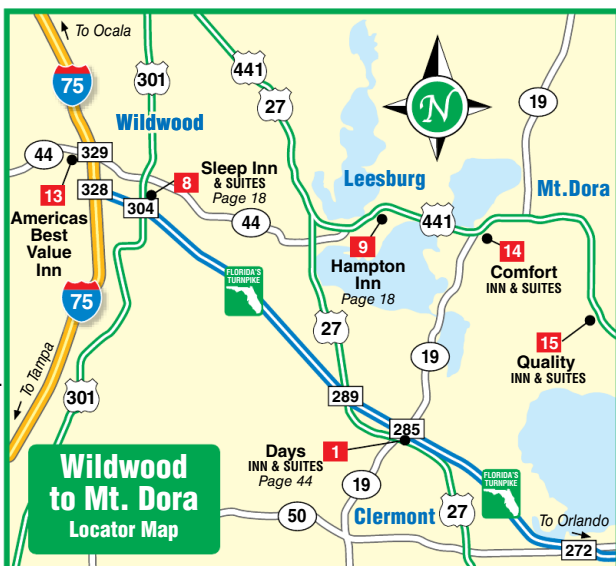 To Ocala
75
301
441
27
Wildwood
N
19
44
329
13
328
Americas
Best
Value
Inn
304
8
Sleep Inn
& SUITES
Page 18
44
Leesburg
Mt.Dora
441
9
Hampton
Inn
Page 18
14
Comfort
INN & SUITES
FLORIDA'S
TURNPIKE
75
27
15
Quality
INN & SUITES
To Tampa
301
19
289
285
Days
INN & SUITES
Page 44
1
19
Wildwood
to Mt. Dora
Locator Map
50
Clermont
27
FLORIDA'S
TURNPIKE
To Orlando
272